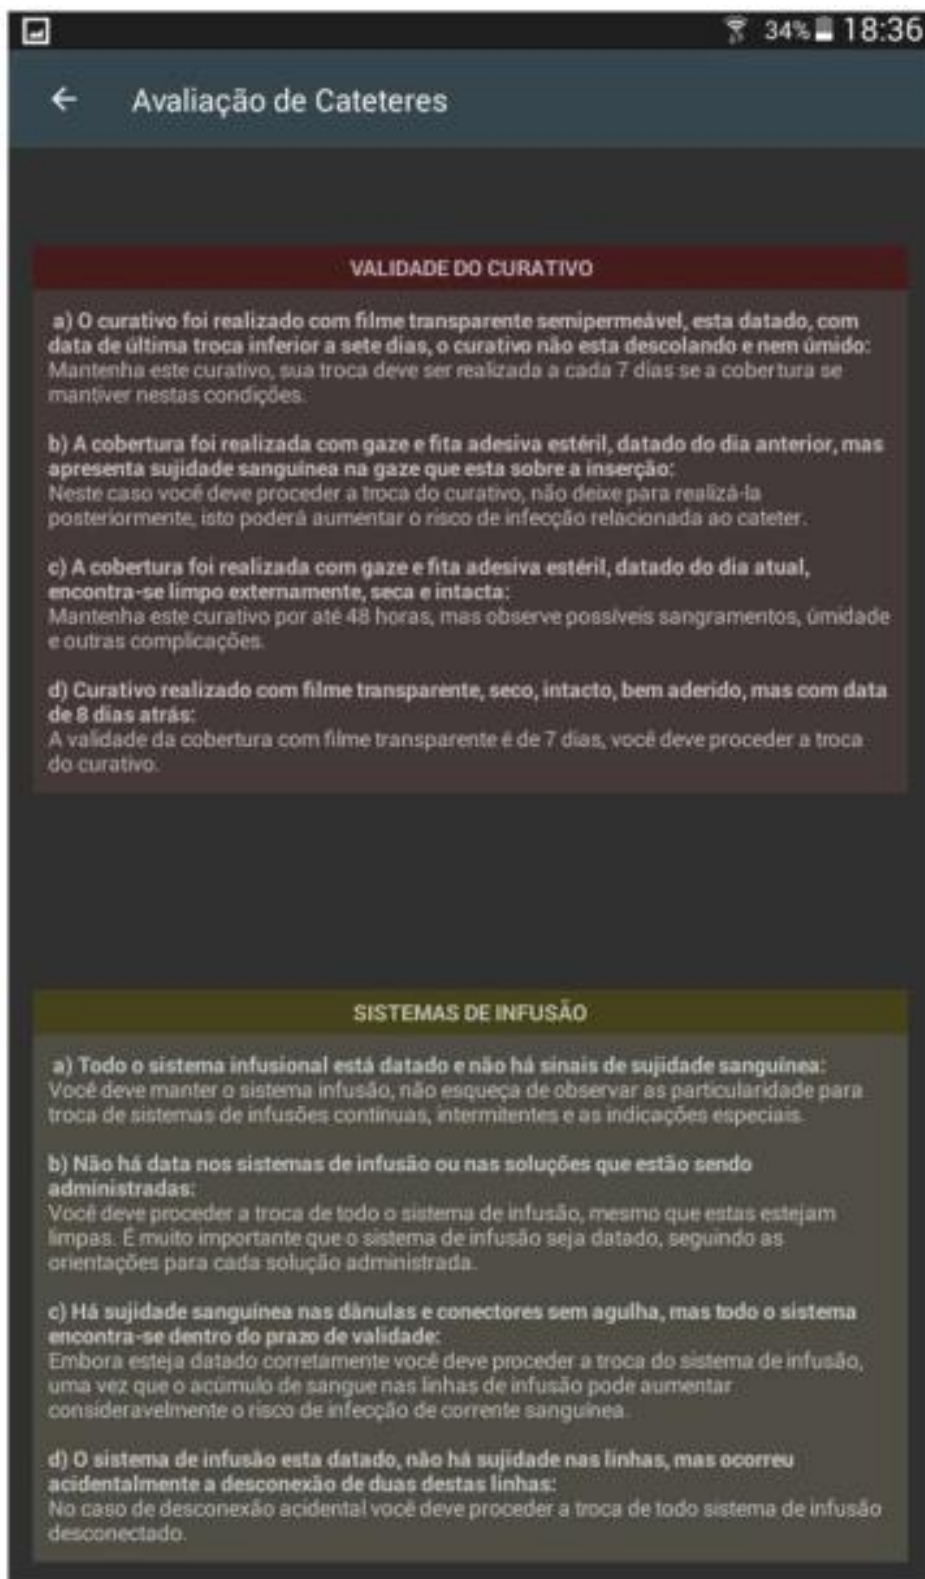 34% 18:36
Avaliação de Cateteres
VALIDADE DO CURATIVO
a) O curativo foi realizado com filme transparente semipermeável, esta datado, com
data de última troca inferior a sete dias, o curativo não esta descolando e nem úmido:
Mantenha este curativo, sua troca deve ser realizada a cada 7 dias se a cobertura se
mantiver nestas condições.
b) A cobertura foi realizada com gaze e fita adesiva estéril, datado do dia anterior, mas
apresenta sujidade sanguínea na gaze que esta sobre a inserção:
Neste caso você deve proceder a troca do curativo, não deixe para realizá-la
posteriormente, isto poderá aumentar o risco de infecção relacionada ao cateter.
c) A cobertura foi realizada com gaze e fita adesiva estéril, datado do dia atual,
encontra-se limpo externamente, seca e intacta:
Mantenha este curativo por até 48 horas, mas observe possíveis sangramentos, úmidade
e outras complicações.
d) Curativo realizado com filme transparente, seco, intacto, bem aderido, mas com data
de 8 dias atrás:
A validade da cobertura com filme transparente é de 7 dias, você deve proceder a troca
do curativo.
SISTEMAS DE INFUSÃO
a) Todo o sistema infusional está datado e não há sinais de sujidade sanguínea:
Você deve manter o sistema infusão, não esqueça de observar as particularidade para
troca de sistemas de infusões contínuas, intermitentes e as indicações especiais.
b) Não há data nos sistemas de infusão ou nas soluções que estão sendo
administradas:
Você deve proceder a troca de todo o sistema de infusão, mesmo que estas estejam
limpas. É muito importante que o sistema de infusão seja datado, seguindo as
orientações para cada solução administrada.
c) Há sujidade sanguínea nas dânulas e conectores sem agulha, mas todo o sistema
encontra-se dentro do prazo de validade:
Embora esteja datado corretamente você deve proceder a troca do sistema de infusão,
uma vez que o acúmulo de sangue nas linhas de infusão pode aumentar
consideravelmente o risco de infecção de corrente sanguínea.
d) O sistema de infusão esta datado, não há sujidade nas linhas, mas ocorreu
acidentalmente a desconexão de duas destas linhas:
No caso de desconexão acidental você deve proceder a troca de todo sistema de infusão
desconectado.